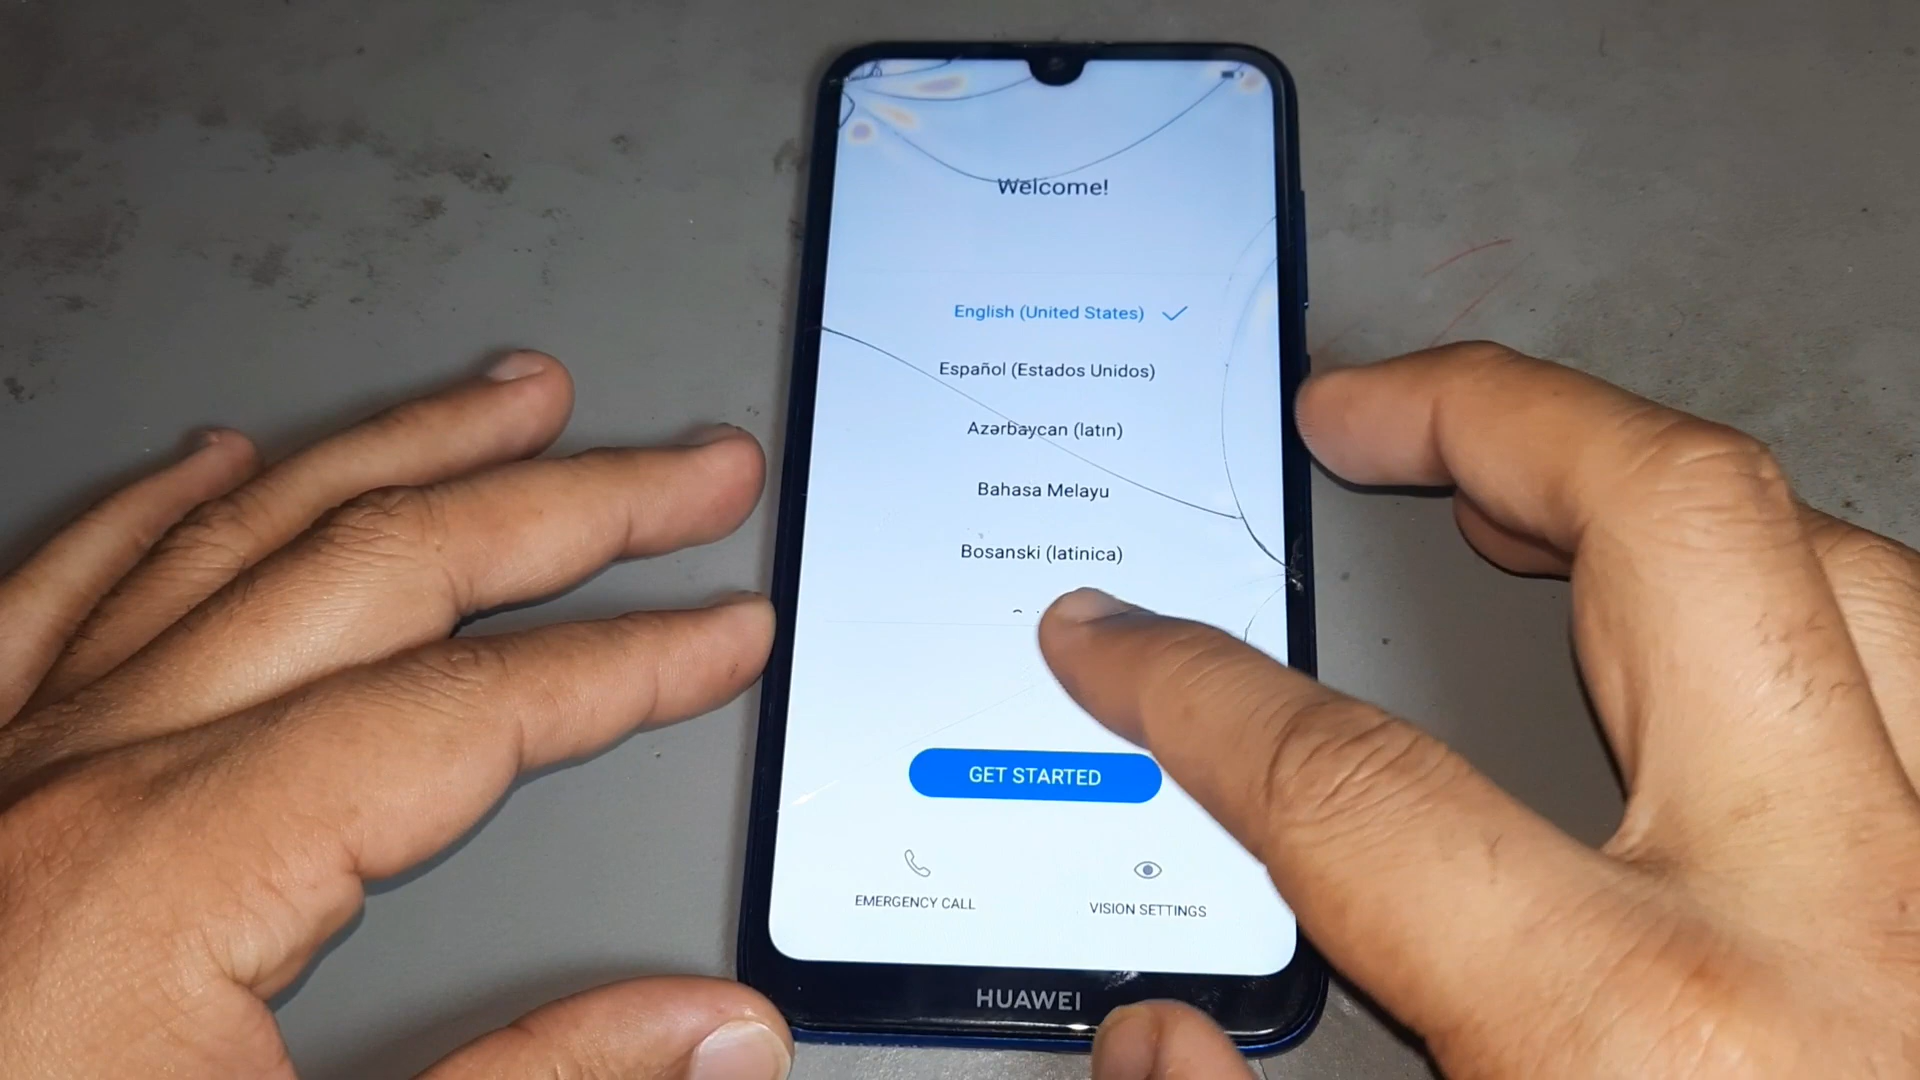 Welcome!
English (United States)
Español (Estados Unidos)
Azərbaycan (latın)
Bahasa Melayu
Bosanski (latinica)
GET STARTED
EMERGENCY CALL
VISION SETTINGS
HUAWEI